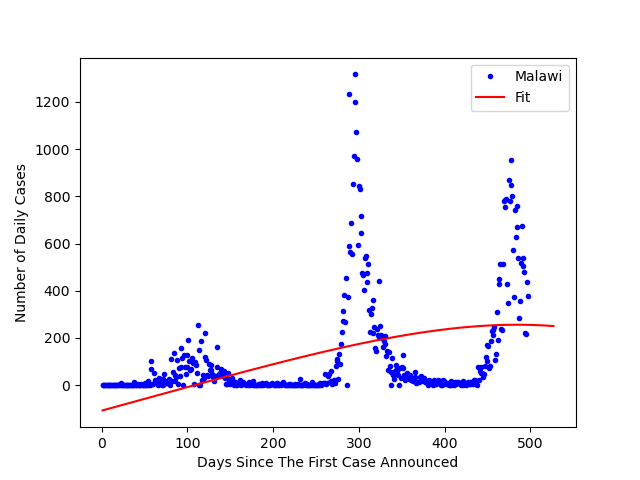 Malawi
Fit
1200
1000
800
600
400
200
0
Number of Daily Cases
0 100 200 300 400 500
Days Since The First Case Announced